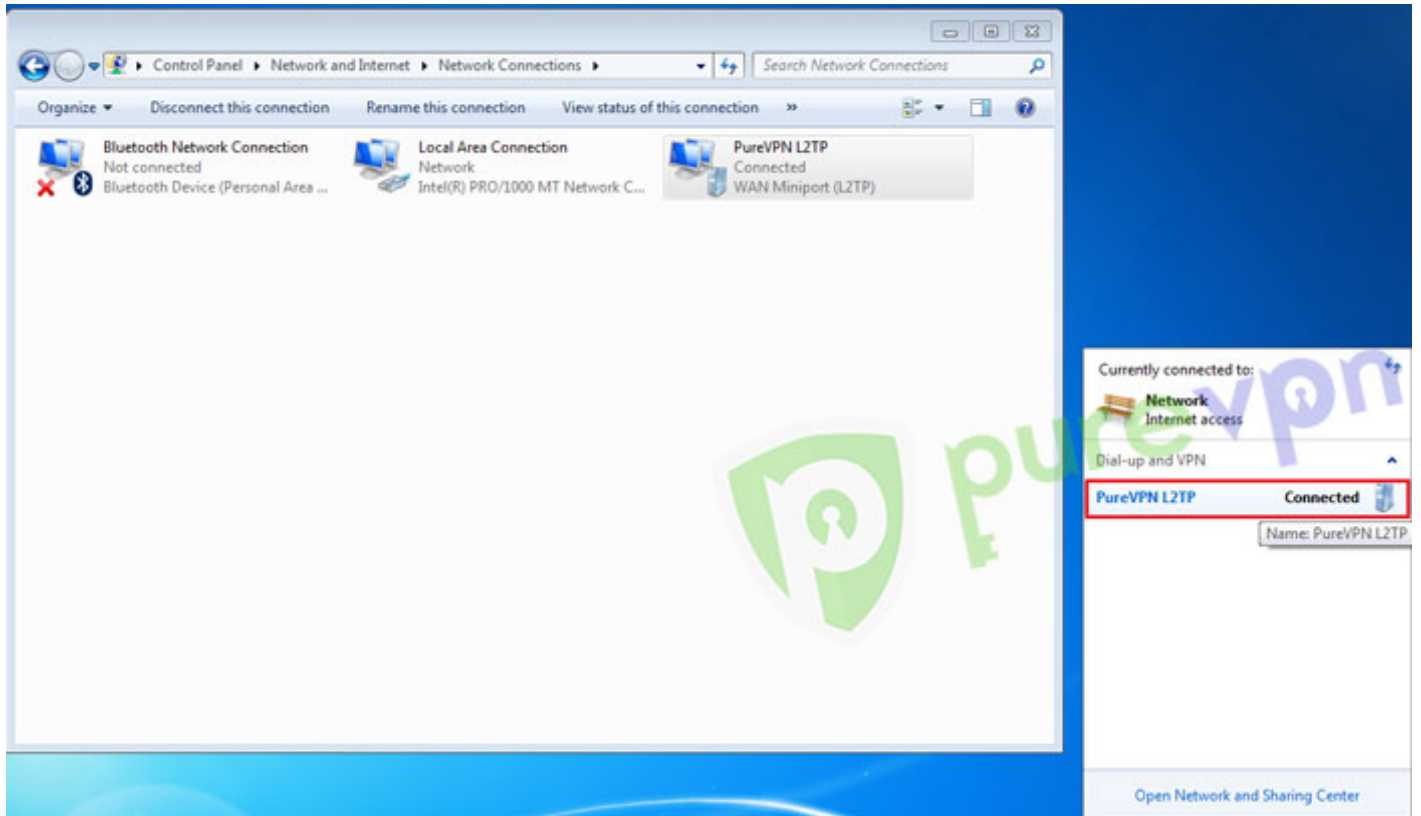 Control Panel Network and Internet Network Connections
Search Network Connections
Organize Disconnect this connection Rename this connection View status of this connection »
Bluetooth Network Connection
Not connected
Bluetooth Device (Personal Area ...
Local Area Connection
Network
Intel(R) PRO/1000 MT Network C...
PureVPN L2TP
Connected
WAN Miniport (L2TP)
Currently connected to:
Network
Internet access
Dial-up and VPN
PureVPN L2TP Connected
Name: PureVPN L2TP
Open Network and Sharing Center
purevpn